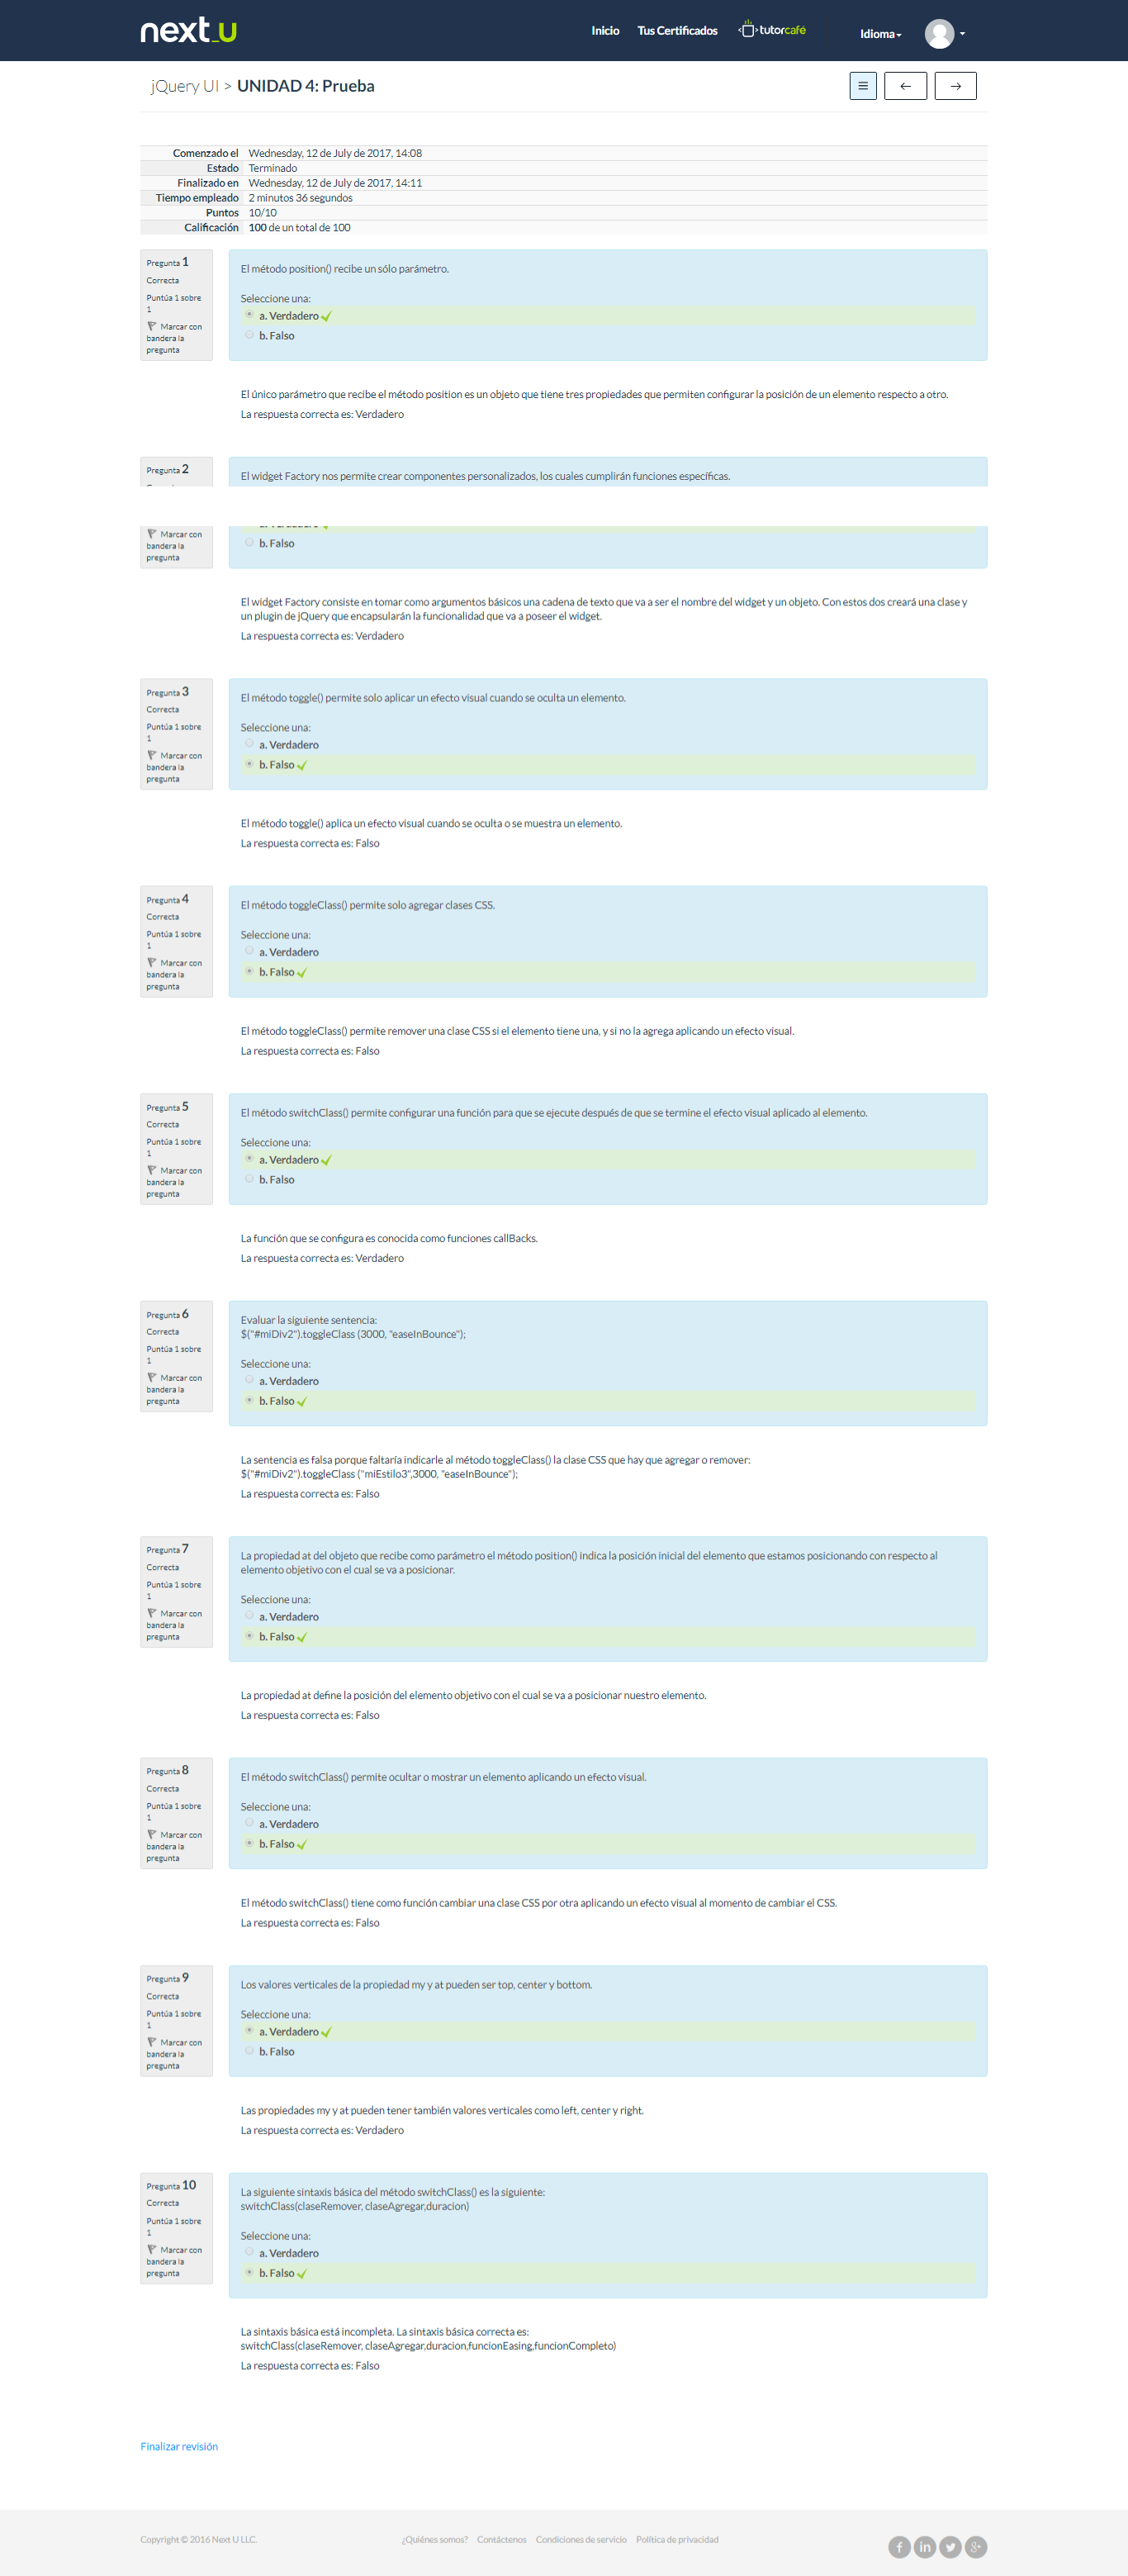 next_u
Inicio Tus Certificados tutorcafé Idioma
jQuery UI > UNIDAD 4: Prueba
Comenzado el Wednesday, 12 de July de 2017, 14:08
Estado Terminado
Finalizado en Wednesday, 12 de July de 2017, 14:11
Tiempo empleado 2 minutos 36 segundos
Puntos 10/10
Calificación 100 de un total de 100
Pregunta 1
Correcta
Puntúa 1 sobre
1
Marcar con
bandera la
pregunta
El método position() recibe un sólo parámetro.
Seleccione una:
a. Verdadero
b. Falso
El único parámetro que recibe el método position es un objeto que tiene tres propiedades que permiten configurar la posición de un elemento respecto a otro.
La respuesta correcta es: Verdadero
Pregunta 2
El widget Factory nos permite crear componentes personalizados, los cuales cumplirán funciones específicas.
Marcar con
bandera la
pregunta
b. Falso
El widget Factory consiste en tomar como argumentos básicos una cadena de texto que va a ser el nombre del widget y un objeto. Con estos dos creará una clase y
un plugin de jQuery que encapsularán la funcionalidad que va a poseer el widget.
La respuesta correcta es: Verdadero
Pregunta 3
Correcta
Puntúa 1 sobre
1
Marcar con
bandera la
pregunta
El método toggle() permite solo aplicar un efecto visual cuando se oculta un elemento.
Seleccione una:
a. Verdadero
b. Falso
El método toggle() aplica un efecto visual cuando se oculta o se muestra un elemento.
La respuesta correcta es: Falso
Pregunta 4
Correcta
Puntúa 1 sobre
1
Marcar con
bandera la
pregunta
El método toggleClass() permite solo agregar clases CSS.
Seleccione una:
a. Verdadero
b. Falso
El método toggleClass() permite remover una clase CSS si el elemento tiene una, y si no la agrega aplicando un efecto visual.
La respuesta correcta es: Falso
Pregunta 5
Correcta
Puntúa 1 sobre
1
Marcar con
bandera la
pregunta
El método switchClass() permite configurar una función para que se ejecute después de que se termine el efecto visual aplicado al elemento.
Seleccione una:
a. Verdadero
b. Falso
La función que se configura es conocida como funciones callBacks.
La respuesta correcta es: Verdadero
Pregunta 6
Correcta
Puntúa 1 sobre
1
Marcar con
bandera la
pregunta
Evaluar la siguiente sentencia:
$("#miDiv2").toggleClass (3000, "easeInBounce");
Seleccione una:
a. Verdadero
b. Falso
La sentencia es falsa porque faltaría indicarle al método toggleClass() la clase CSS que hay que agregar o remover:
$("#miDiv2").toggleClass ("miEstilo3",3000, "easeInBounce");
La respuesta correcta es: Falso
Pregunta 7
Correcta
Puntúa 1 sobre
1
Marcar con
bandera la
pregunta
La propiedad at del objeto que recibe como parámetro el método position() indica la posición inicial del elemento que estamos posicionando con respecto al
elemento objetivo con el cual se va a posicionar.
Seleccione una:
a. Verdadero
b. Falso
La propiedad at define la posición del elemento objetivo con el cual se va a posicionar nuestro elemento.
La respuesta correcta es: Falso
Pregunta 8
Correcta
Puntúa 1 sobre
1
Marcar con
bandera la
pregunta
El método switchClass() permite ocultar o mostrar un elemento aplicando un efecto visual.
Seleccione una:
a. Verdadero
b. Falso
El método switchClass() tiene como función cambiar una clase CSS por otra aplicando un efecto visual al momento de cambiar el CSS.
La respuesta correcta es: Falso
Pregunta 9
Correcta
Puntúa 1 sobre
1
Marcar con
bandera la
pregunta
Los valores verticales de la propiedad my y at pueden ser top, center y bottom.
Seleccione una:
a. Verdadero
b. Falso
Las propiedades my y at pueden tener también valores verticales como left, center y right.
La respuesta correcta es: Verdadero
Pregunta 10
Correcta
Puntúa 1 sobre
1
Marcar con
bandera la
pregunta
La siguiente sintaxis básica del método switchClass() es la siguiente:
switchClass(claseRemover, claseAgregar,duracion)
Seleccione una:
a. Verdadero
b. Falso
La sintaxis básica está incompleta. La sintaxis básica correcta es:
switchClass(claseRemover, claseAgregar,duracion,funcionEasing,funcionCompleto)
La respuesta correcta es: Falso
Finalizar revisión
Copyright © 2016 Next U LLC. ¿Quiénes somos? Contáctenos Condiciones de servicio Política de privacidad